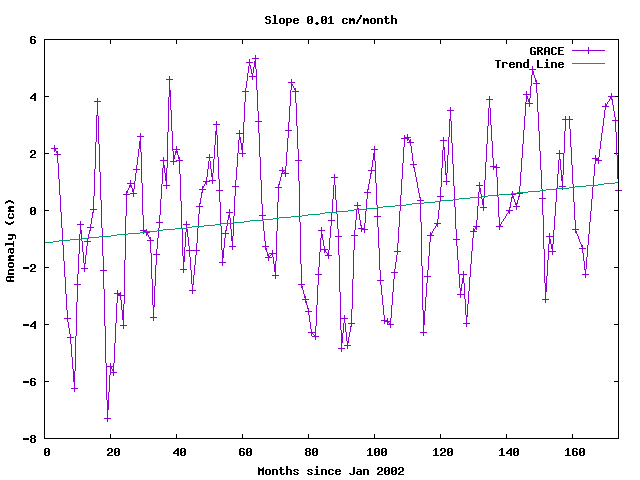 Slope 0.01 cm/month
GRACE
Trend Line
Anomaly (cm)
6
4
2
0
-2
-4
-6
-8
0 20 40 60 80 100 120 140 160
Months since Jan 2002